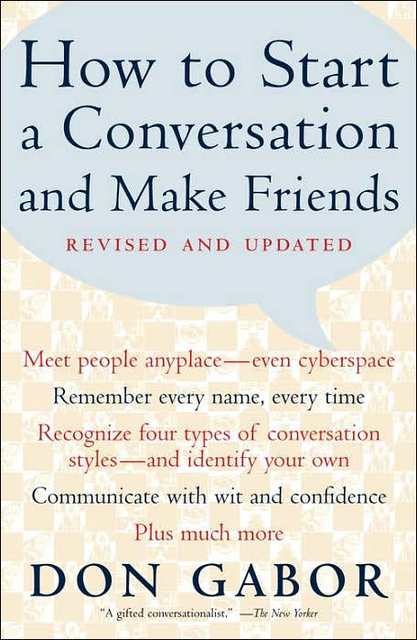 How to Start
a Conversation
and Make Friends
REVISED AND UPDATED
Meet people anyplace—even cyberspace
Remember every name, every time
Recognize four types of conversation
styles—and identify your own
Communicate with wit and confidence
Plus much more
DON GABOR
"A gifted conversationalist," —The New Yorker